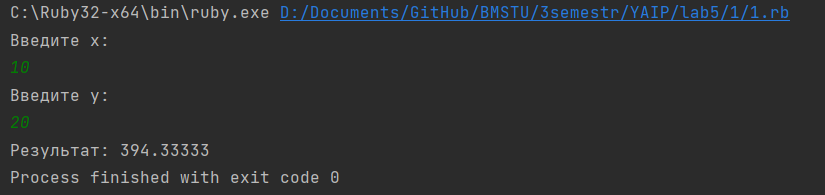 C:\Ruby32-x64\bin\ruby.exe D:/Documents/GitHub/BMSTU/3semestr/YAIP/lab5/1/1.rb
Введите x:
10
Введите y:
20
Результат: 394.33333
Process finished with exit code 0